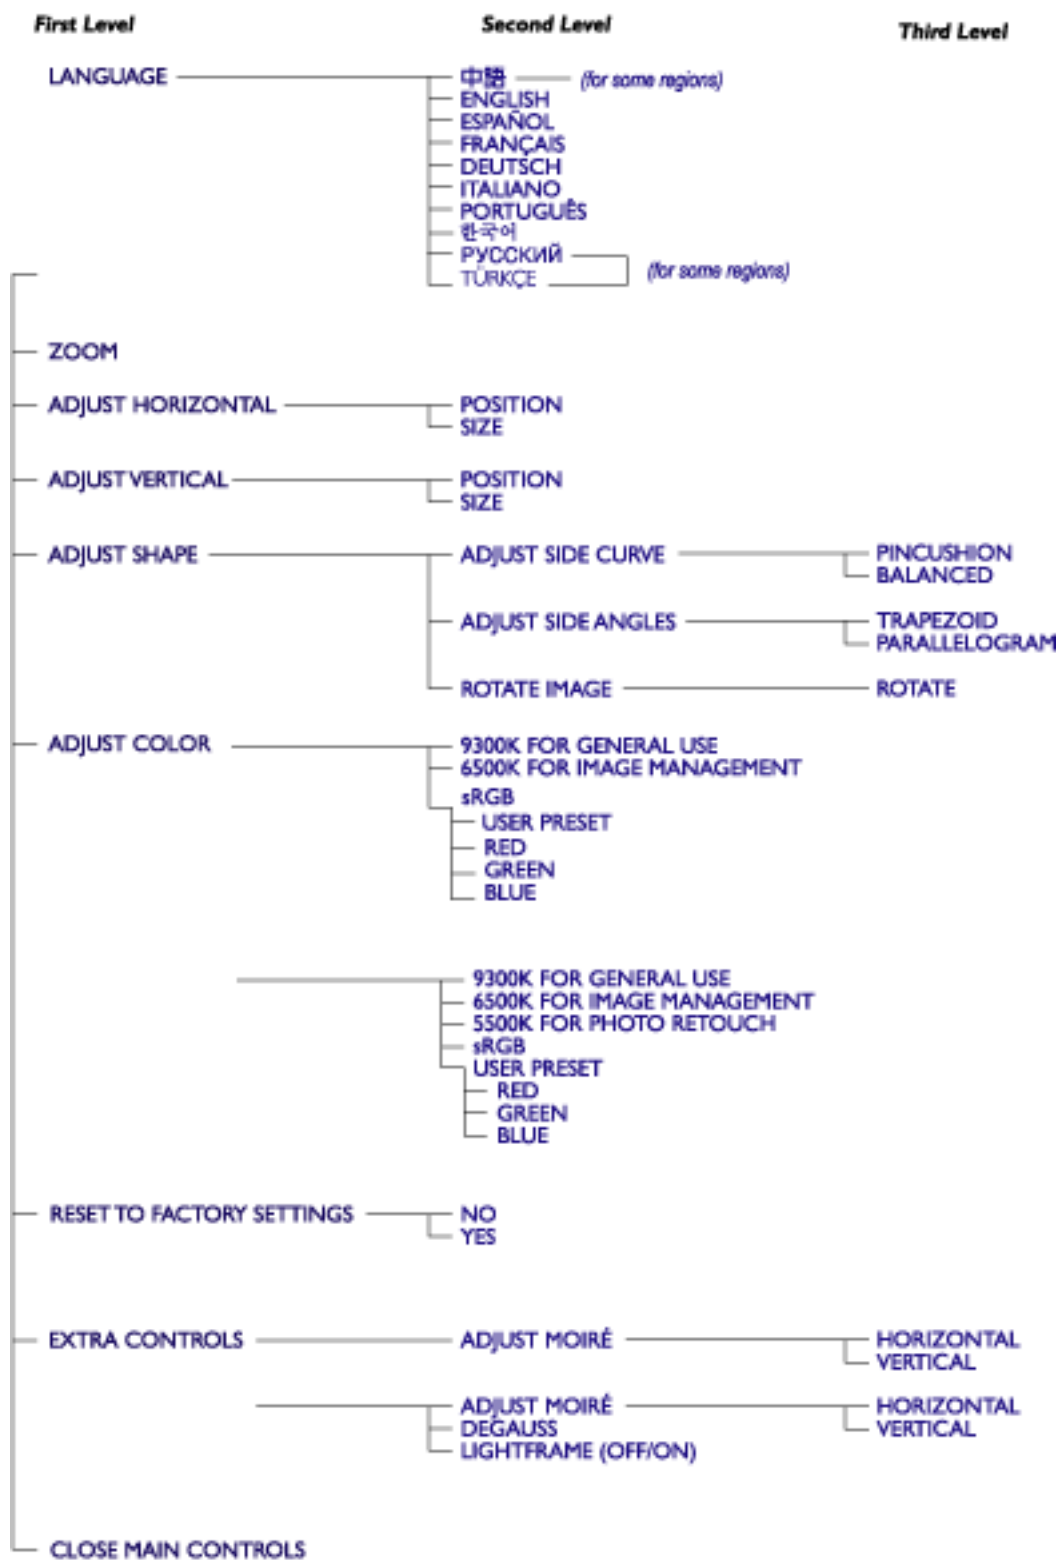 First Level Second Level Third Level
LANGUAGE 中語 (for some regions)
ENGLISH
ESPAÑOL
FRANÇAIS
DEUTSCH
ITALIANO
PORTUGUÊS
한국어
РУССКИЙ
(for some regions)
TÜRKÇE
ZOOM
ADJUST HORIZONTAL POSITION
SIZE
ADJUST VERTICAL POSITION
SIZE
ADJUST SHAPE ADJUST SIDE CURVE PINCUSHION
BALANCED
ADJUST SIDE ANGLES TRAPEZOID
PARALLELOGRAM
ROTATE IMAGE ROTATE
ADJUST COLOR 9300K FOR GENERAL USE
6500K FOR IMAGE MANAGEMENT
sRGB
USER PRESET
RED
GREEN
BLUE
9300K FOR GENERAL USE
6500K FOR IMAGE MANAGEMENT
5500K FOR PHOTO RETOUCH
sRGB
USER PRESET
RED
GREEN
BLUE
RESET TO FACTORY SETTINGS NO
YES
EXTRA CONTROLS ADJUST MOIRÉ HORIZONTAL
VERTICAL
ADJUST MOIRÉ HORIZONTAL
DEGAUSS VERTICAL
LIGHTFRAME (OFF/ON)
CLOSE MAIN CONTROLS